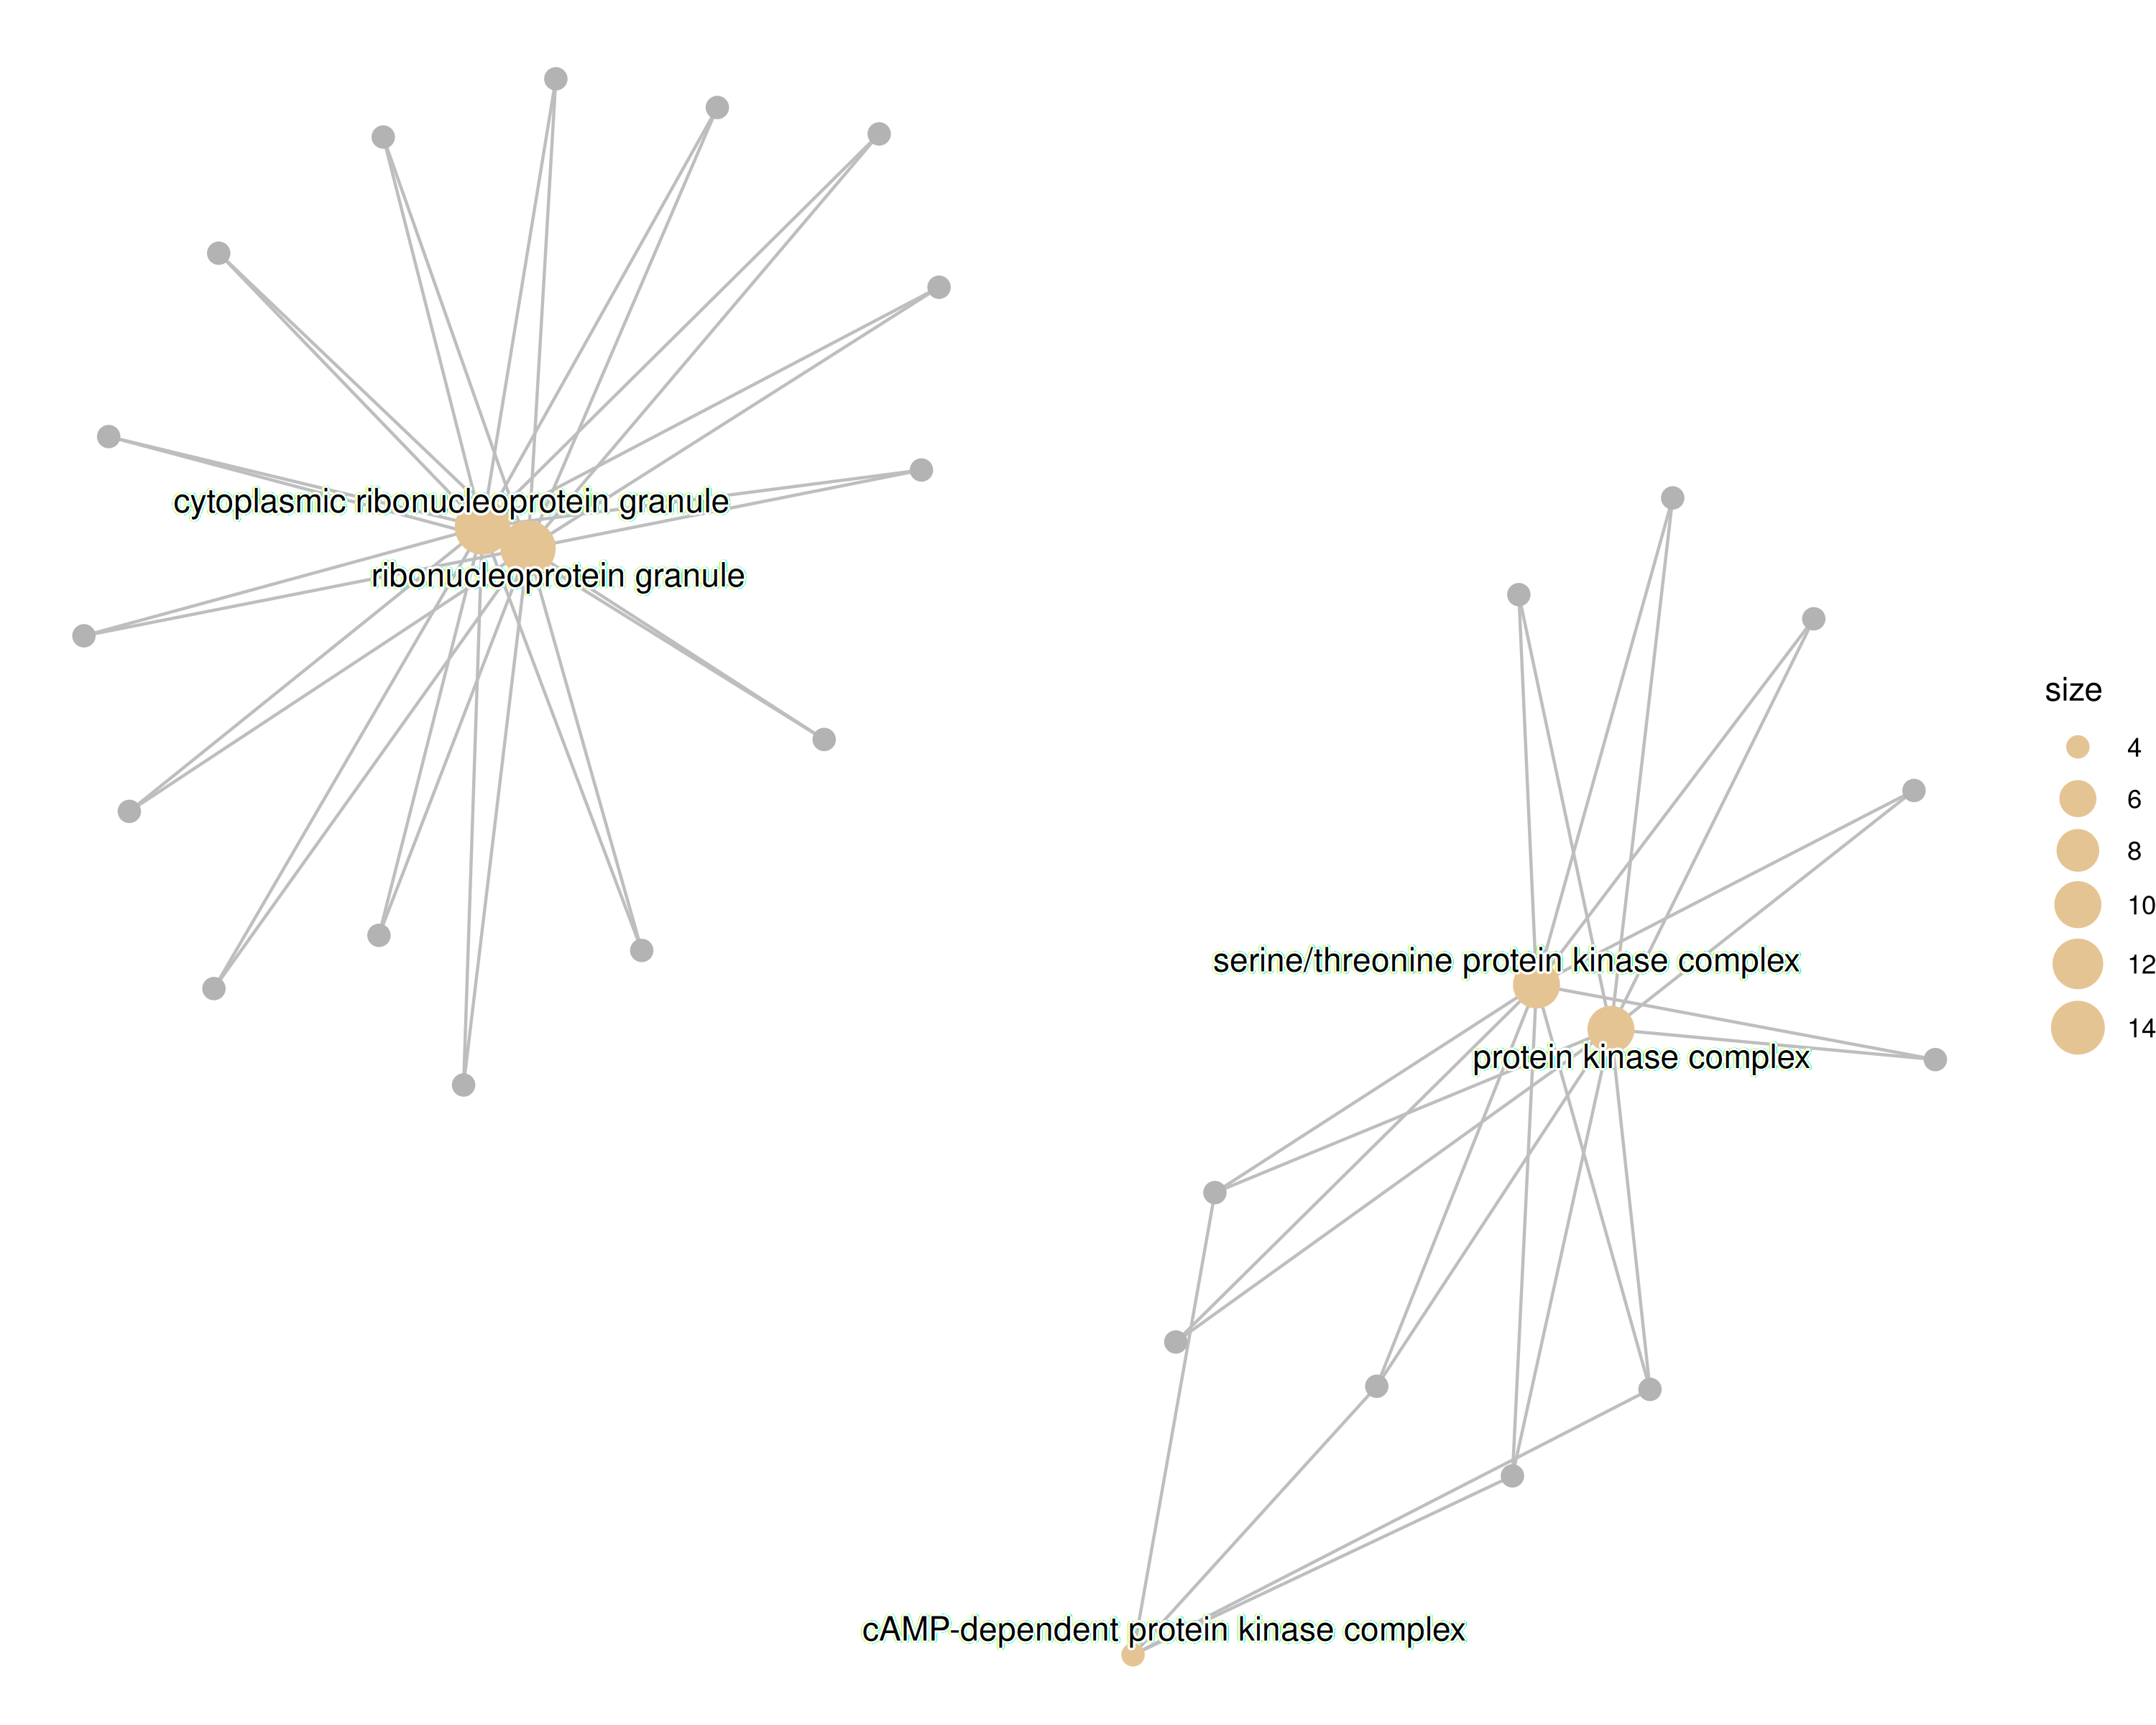 cytoplasmic ribonucleoprotein granule
ribonucleoprotein granule
serine/threonine protein kinase complex
protein kinase complex
cAMP-dependent protein kinase complex
size
4
6
8
10
12
14